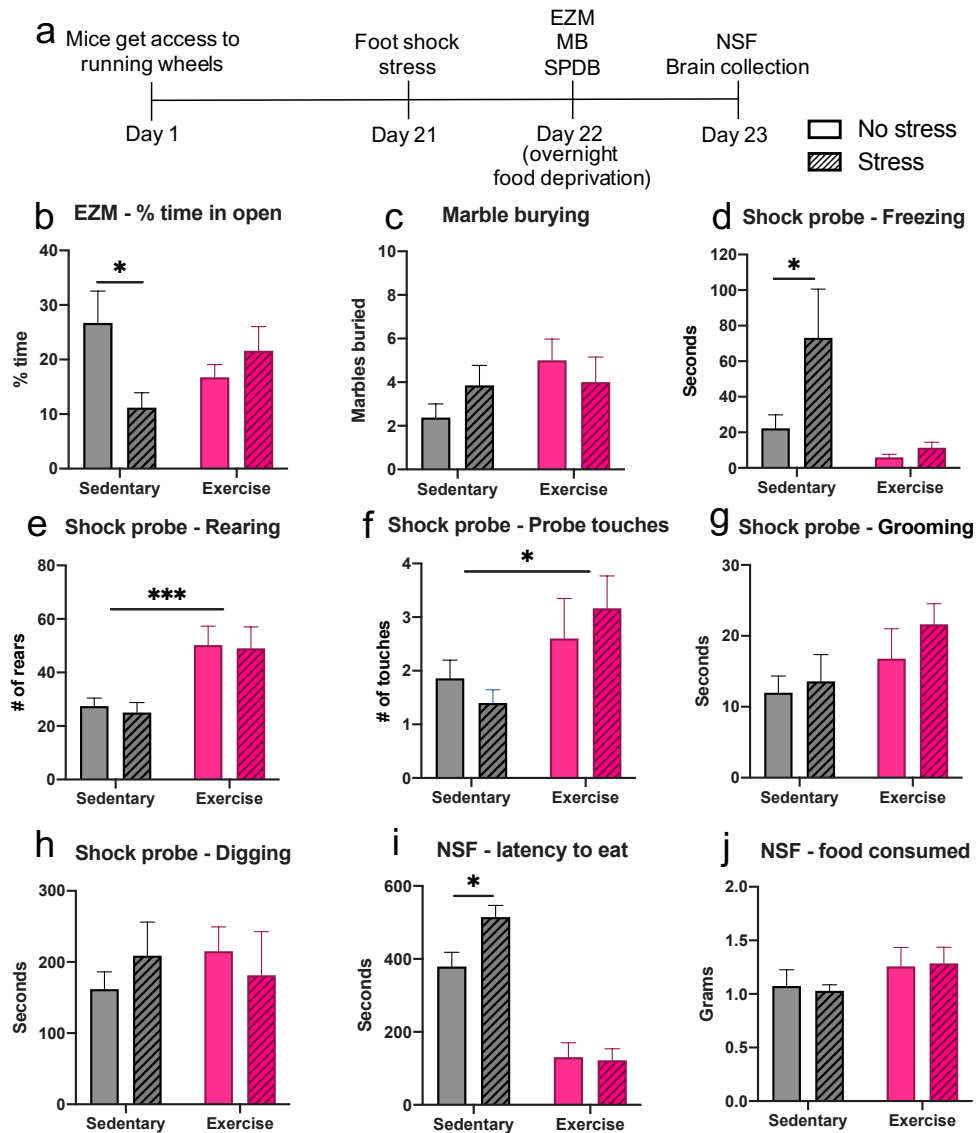 a
Mice get access to
running wheels
Foot shock
stress
EZM
MB
SPDB
NSF
Brain collection
Day 1
Day 21
Day 22
(overnight
food deprivation)
Day 23
No stress
Stress
b
EZM - % time in open
% time
40
30
20
10
0
*
Sedentary
Exercise
c
Marble burying
Marbles buried
10
8
6
4
2
0
Sedentary
Exercise
d
Shock probe - Freezing
Seconds
120
100
80
60
40
20
0
*
Sedentary
Exercise
e
Shock probe - Rearing
# of rears
80
60
40
20
0
***
Sedentary
Exercise
f
Shock probe - Probe touches
# of touches
4
3
2
1
0
*
Sedentary
Exercise
g
Shock probe - Grooming
Seconds
30
20
10
0
Sedentary
Exercise
h
Shock probe - Digging
Seconds
300
200
100
0
Sedentary
Exercise
i
NSF - latency to eat
Seconds
600
400
200
0
*
Sedentary
Exercise
j
NSF - food consumed
Grams
2.0
1.5
1.0
0.5
0.0
Sedentary
Exercise